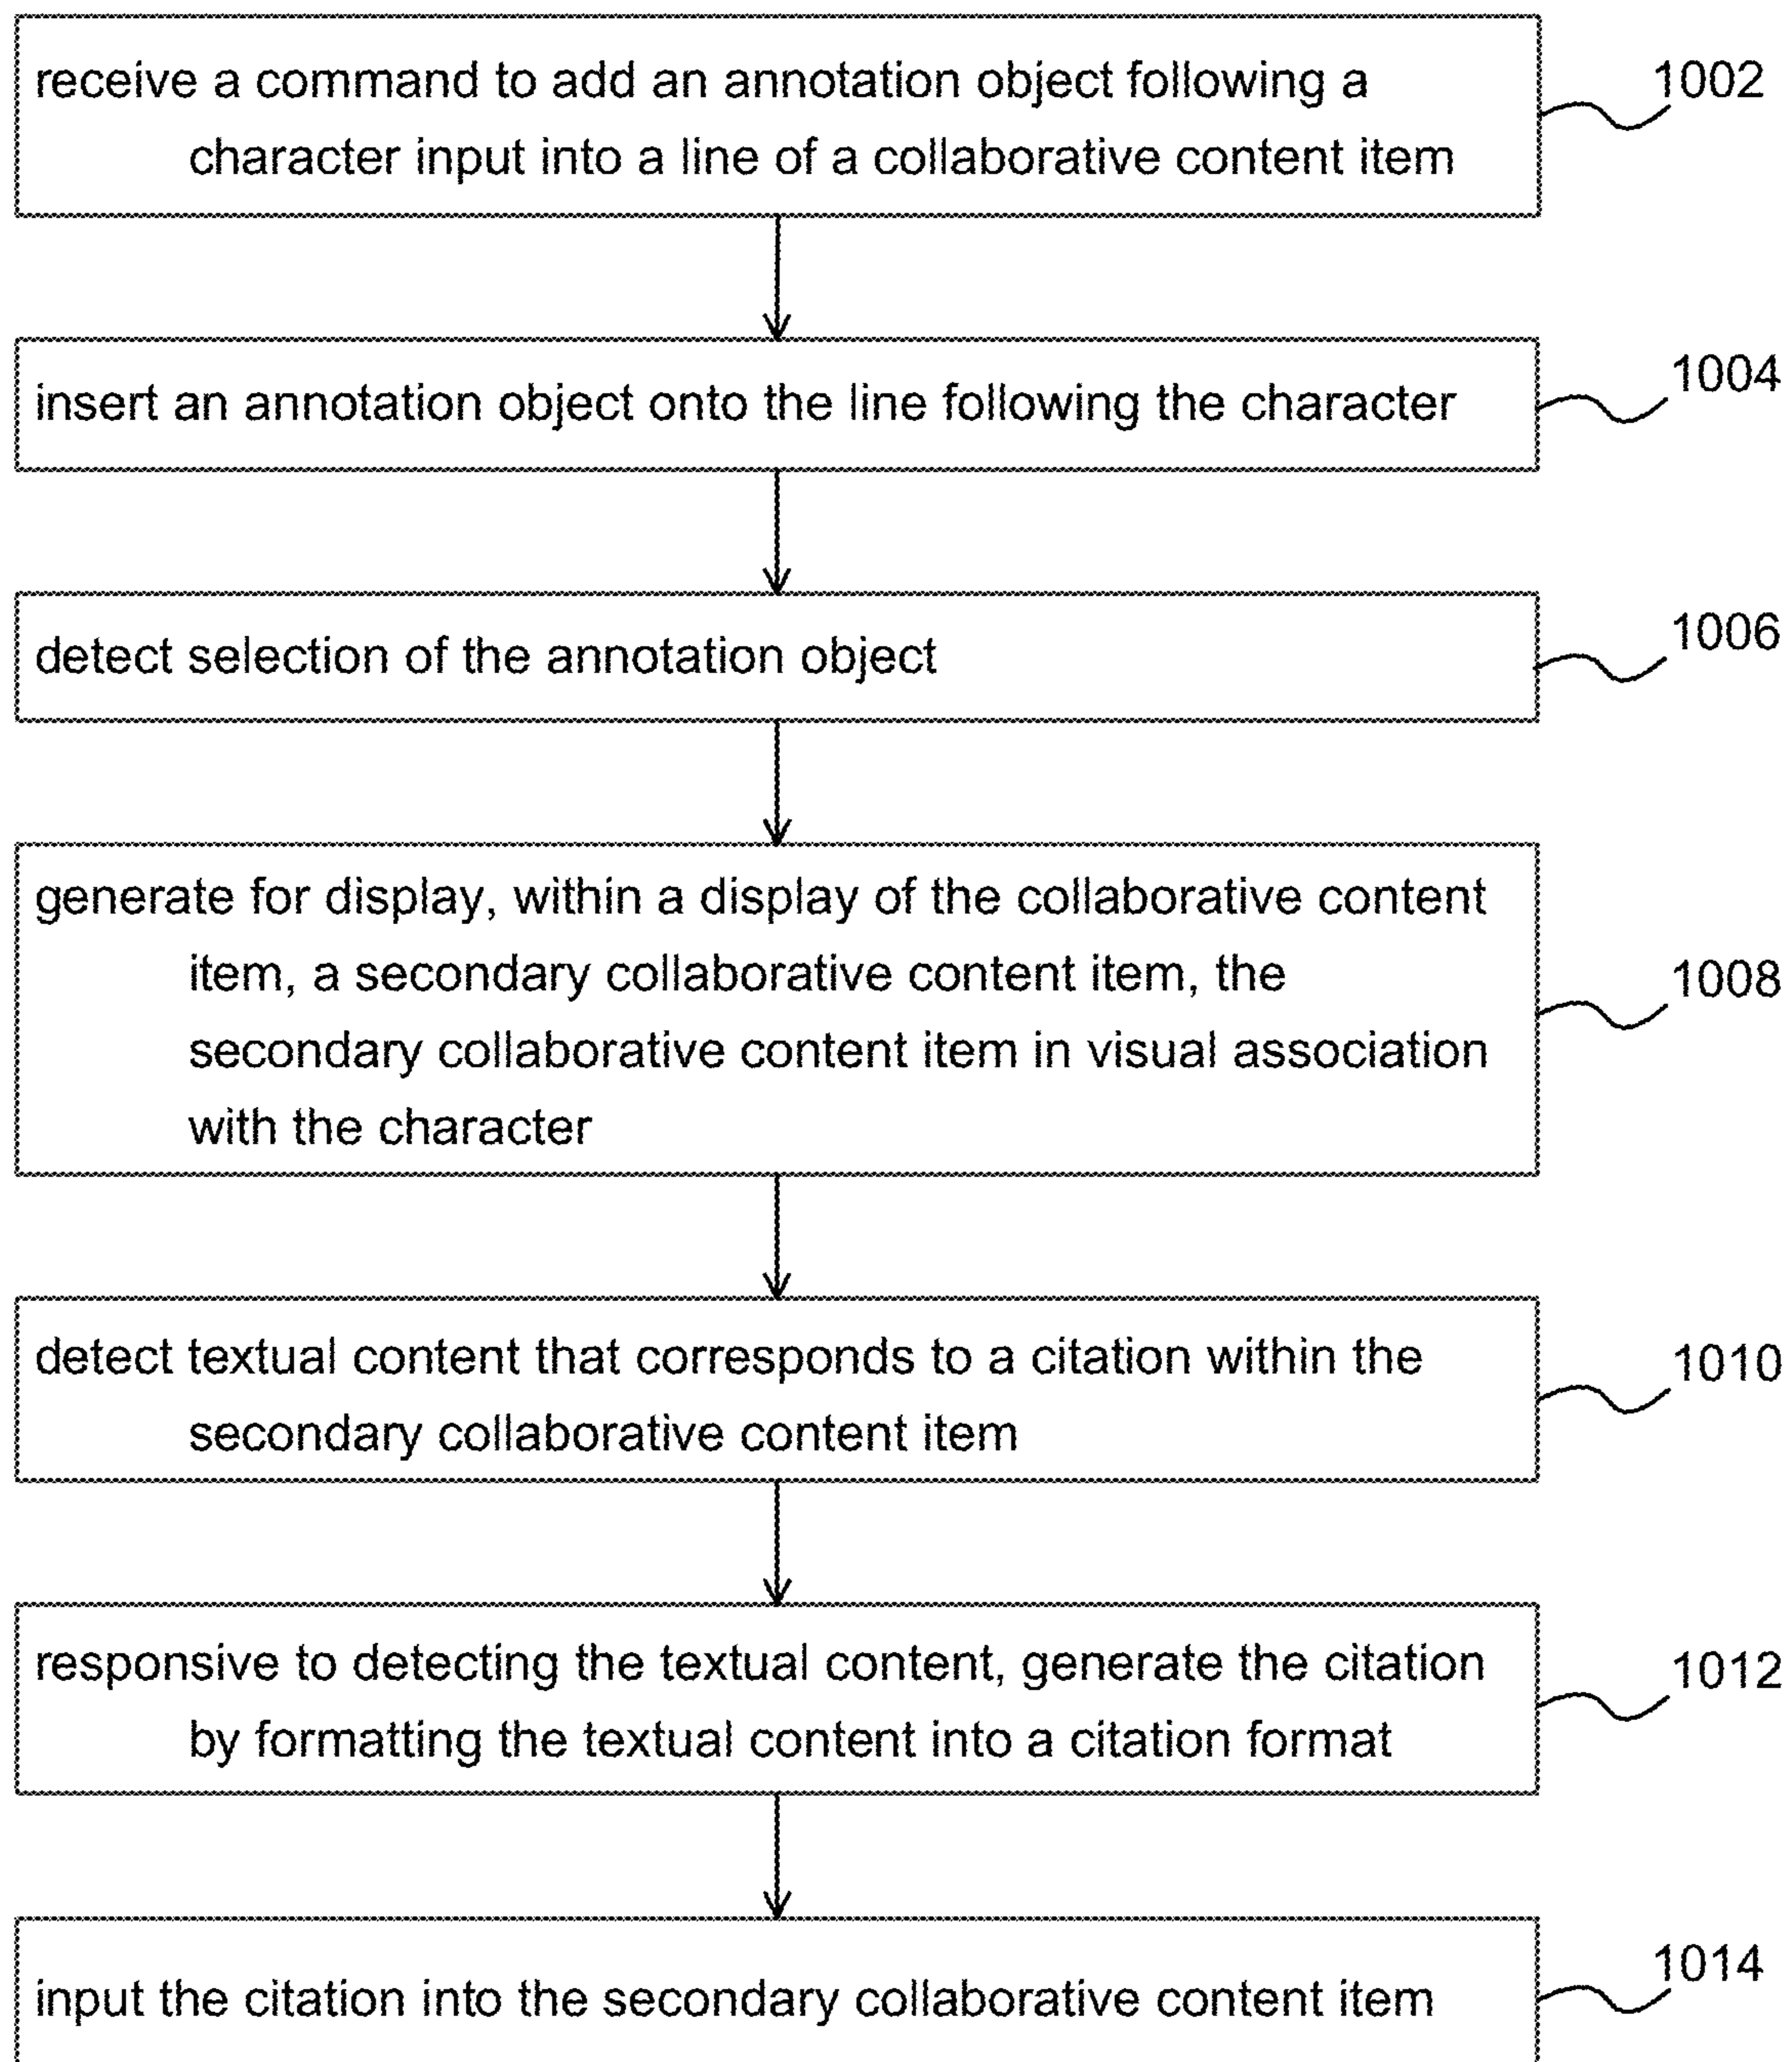 receive a command to add an annotation object following a
character input into a line of a collaborative content item
1002
insert an annotation object onto the line following the character
1004
detect selection of the annotation object
1006
generate for display, within a display of the collaborative content
item, a secondary collaborative content item, the
secondary collaborative content item in visual association
with the character
1008
detect textual content that corresponds to a citation within the
secondary collaborative content item
1010
responsive to detecting the textual content, generate the citation
by formatting the textual content into a citation format
1012
input the citation into the secondary collaborative content item
1014